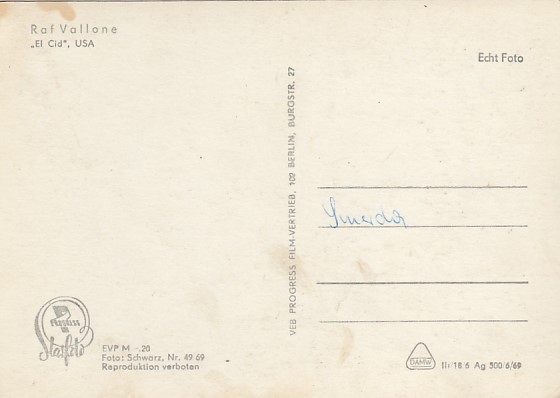 Raf Vallone
„El Cid", USA
Echt Foto
VEB PROGRESS FILM-VERTRIEB, 102 BERLIN, BURGSTR. 27
Starfoto
EVP M -.20
Foto: Schwarz, Nr. 49 69
Reproduktion verboten
DAMW
III/18/6 Ag 500/6/69